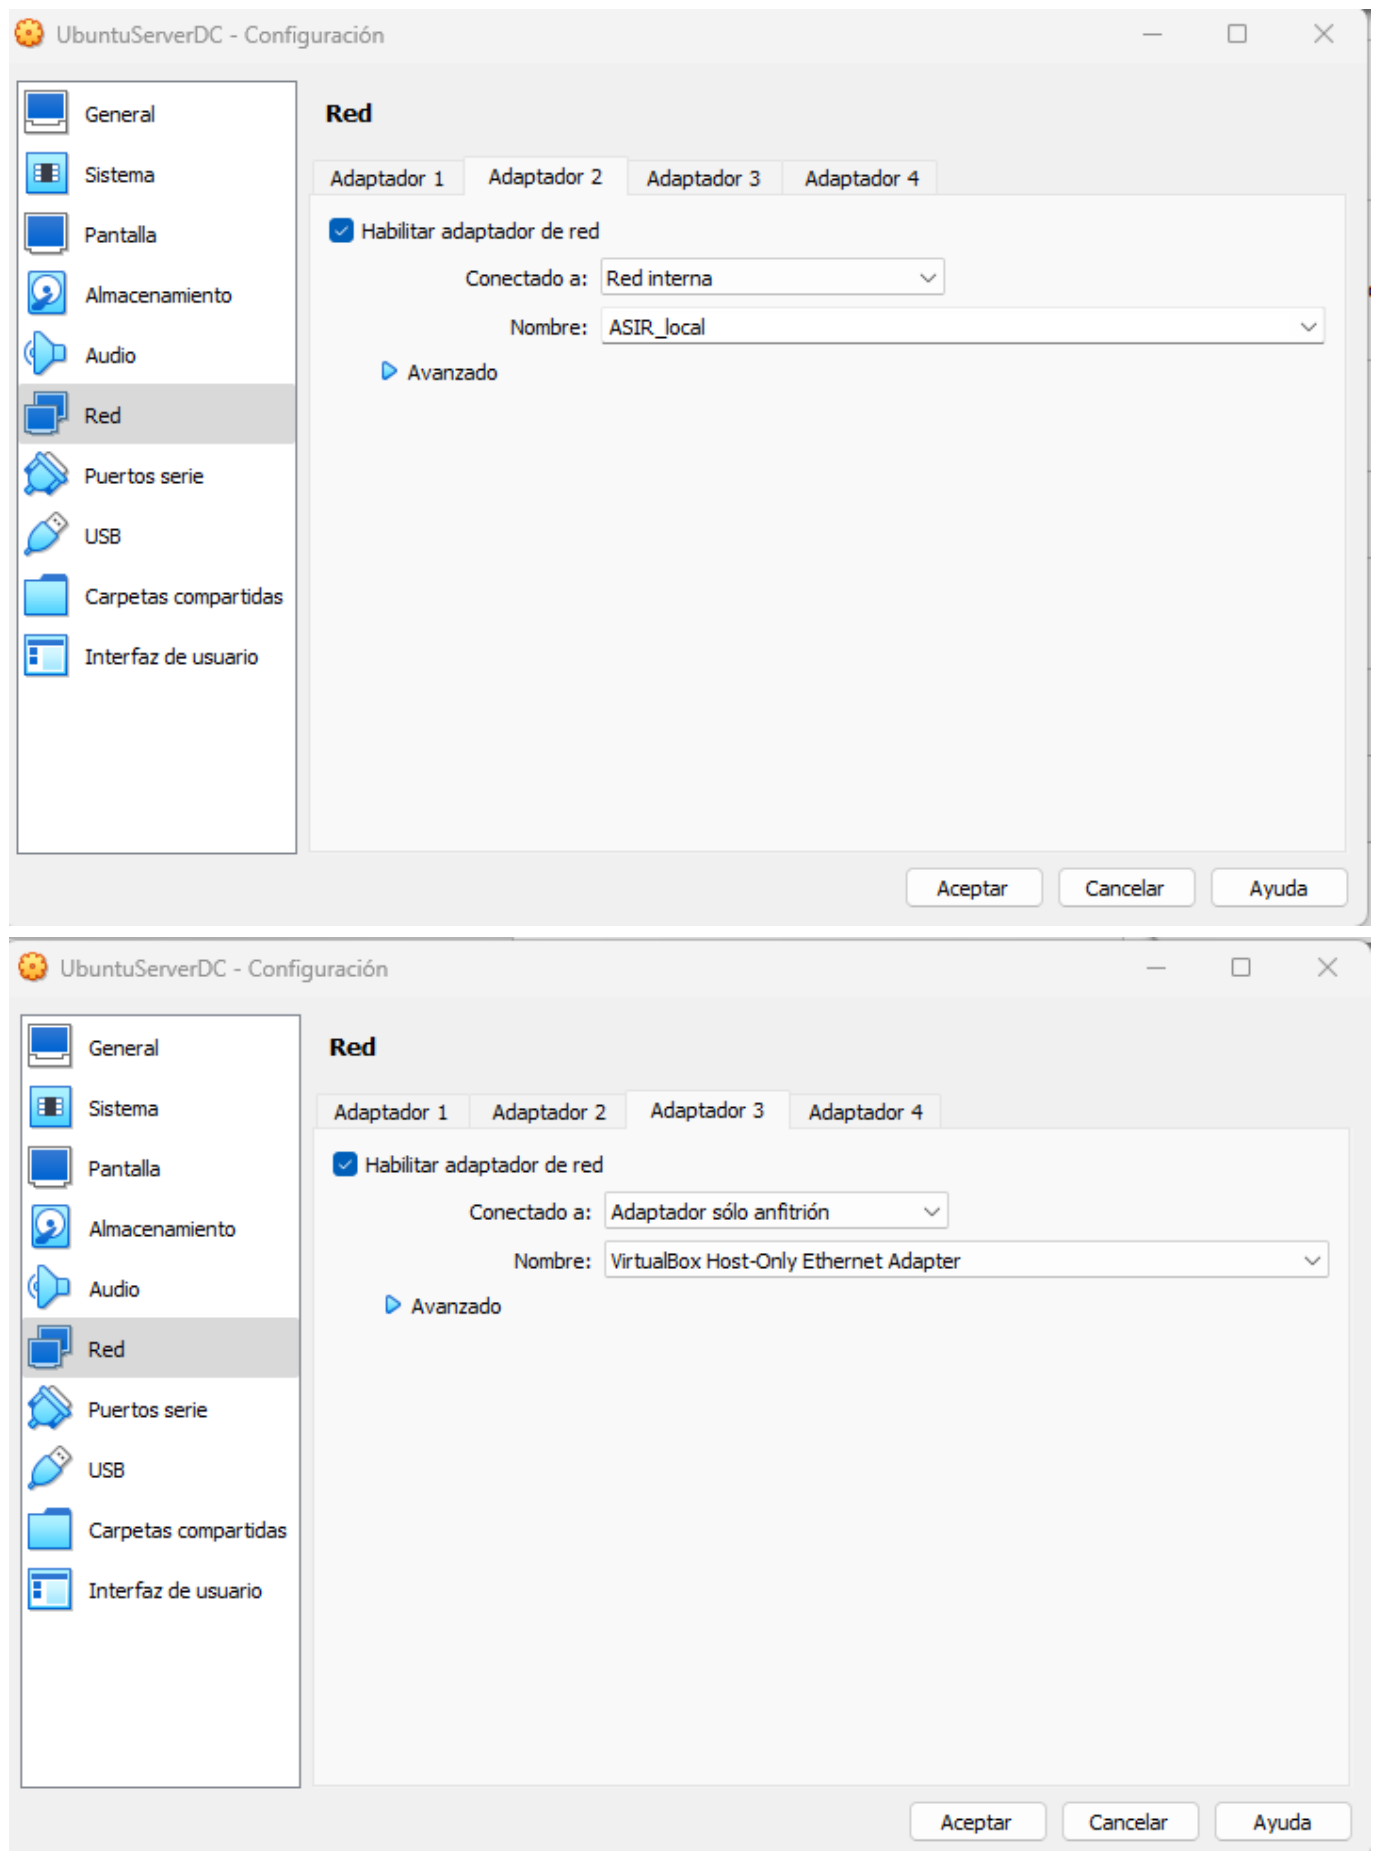 UbuntuServerDC - Configuración
General
Sistema
Pantalla
Almacenamiento
Audio
Red
Puertos serie
USB
Carpetas compartidas
Interfaz de usuario
Red
Adaptador 1 Adaptador 2 Adaptador 3 Adaptador 4
Habilitar adaptador de red
Conectado a: Red interna
Nombre: ASIR_local
Avanzado
Aceptar Cancelar Ayuda
UbuntuServerDC - Configuración
General
Sistema
Pantalla
Almacenamiento
Audio
Red
Puertos serie
USB
Carpetas compartidas
Interfaz de usuario
Red
Adaptador 1 Adaptador 2 Adaptador 3 Adaptador 4
Habilitar adaptador de red
Conectado a: Adaptador sólo anfitrión
Nombre: VirtualBox Host-Only Ethernet Adapter
Avanzado
Aceptar Cancelar Ayuda